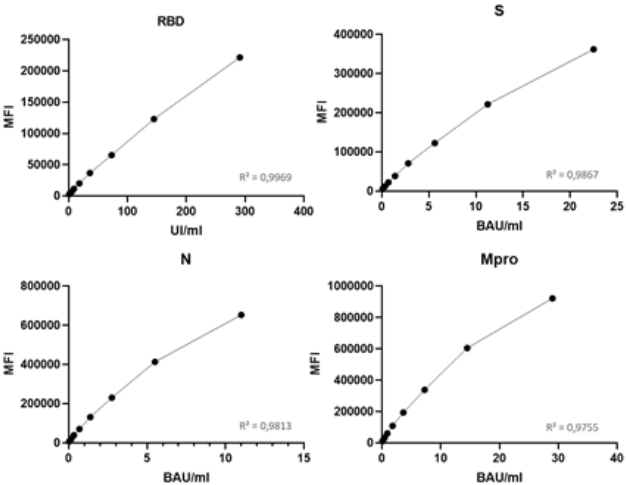 RBD
250000
200000
150000
100000
50000
0
MFI
0 100 200 300 400
UI/ml
R² = 0,9969
S
400000
300000
200000
100000
0
MFI
0 5 10 15 20 25
BAU/ml
R² = 0,9867
N
800000
600000
400000
200000
0
MFI
0 5 10 15
BAU/ml
R² = 0,9813
Mpro
1000000
800000
600000
400000
200000
0
MFI
0 10 20 30 40
BAU/ml
R² = 0,9755